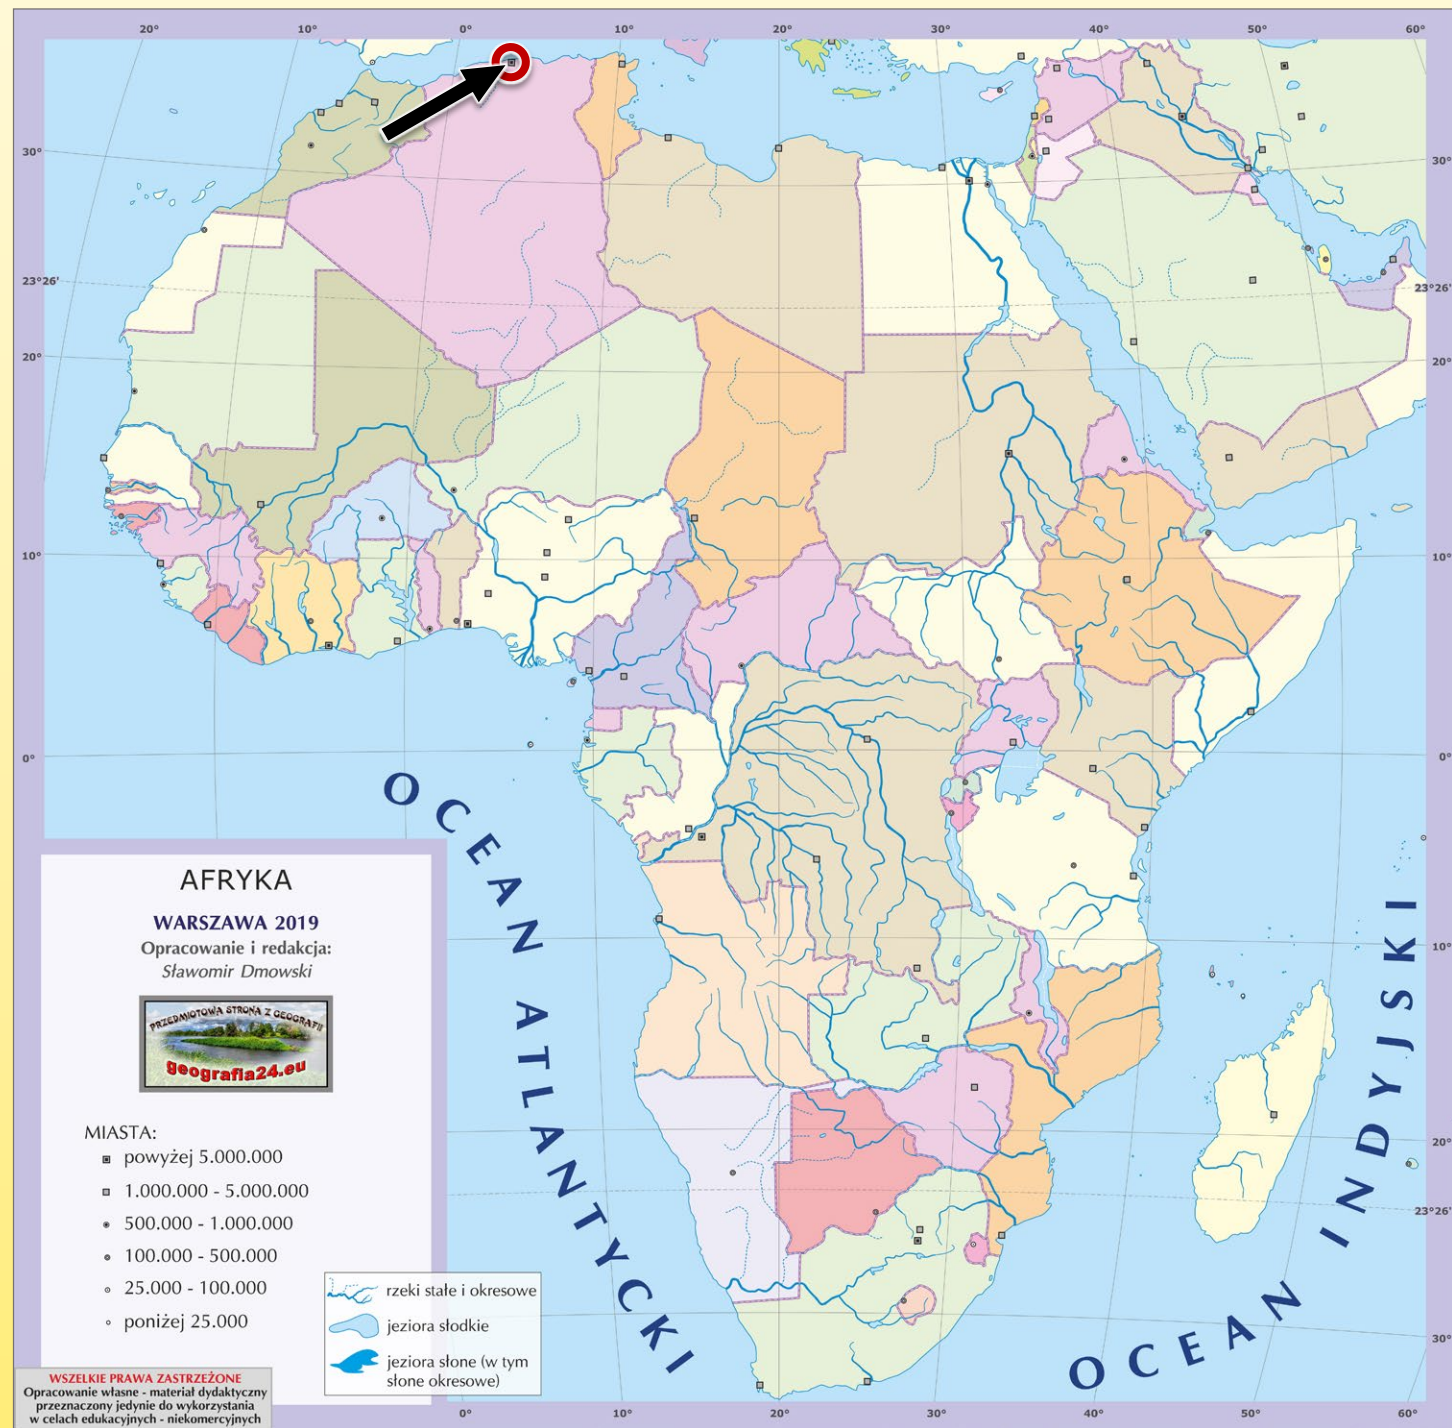 20° 10° 0° 10° 20° 30° 40° 50° 60°
30° 30°
23°26' 23°26'
20° 20°
10° 10°
0° 0°
10°
20°
23°26'
30°
OCEAN ATLANTYCKI
OCEAN INDYJSKI
AFRYKA
WARSZAWA 2019
Opracowanie i redakcja:
Sławomir Dmowski
PRZEDMIOTOWA STRONA Z GEOGRAFII
geografia24.eu
MIASTA:
powyżej 5.000.000
1.000.000 - 5.000.000
500.000 - 1.000.000
100.000 - 500.000
25.000 - 100.000
poniżej 25.000
rzeki stałe i okresowe
jeziora słodkie
jeziora słone (w tym
słone okresowe)
WSZELKIE PRAWA ZASTRZEŻONE
Opracowanie własne - materiał dydaktyczny
przeznaczony jedynie do wykorzystania
w celach edukacyjnych - niekomercyjnych
0° 10° 20° 30° 40° 50° 60°